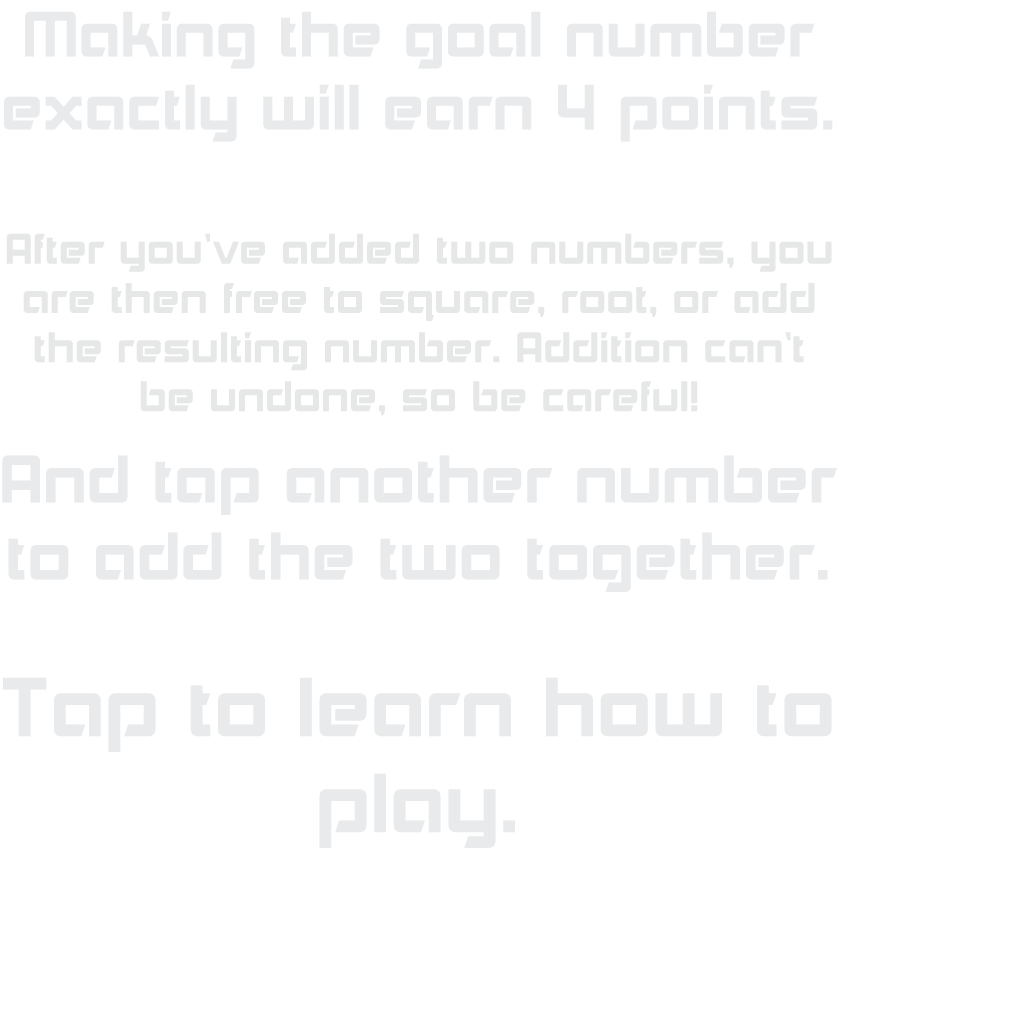 Making the goal number
exactly will earn 4 points.
After you've added two numbers, you
are then free to square, root, or add
the resulting number. Addition can't
be undone, so be careful!
And tap another number
to add the two together.
Tap to learn how to
play.